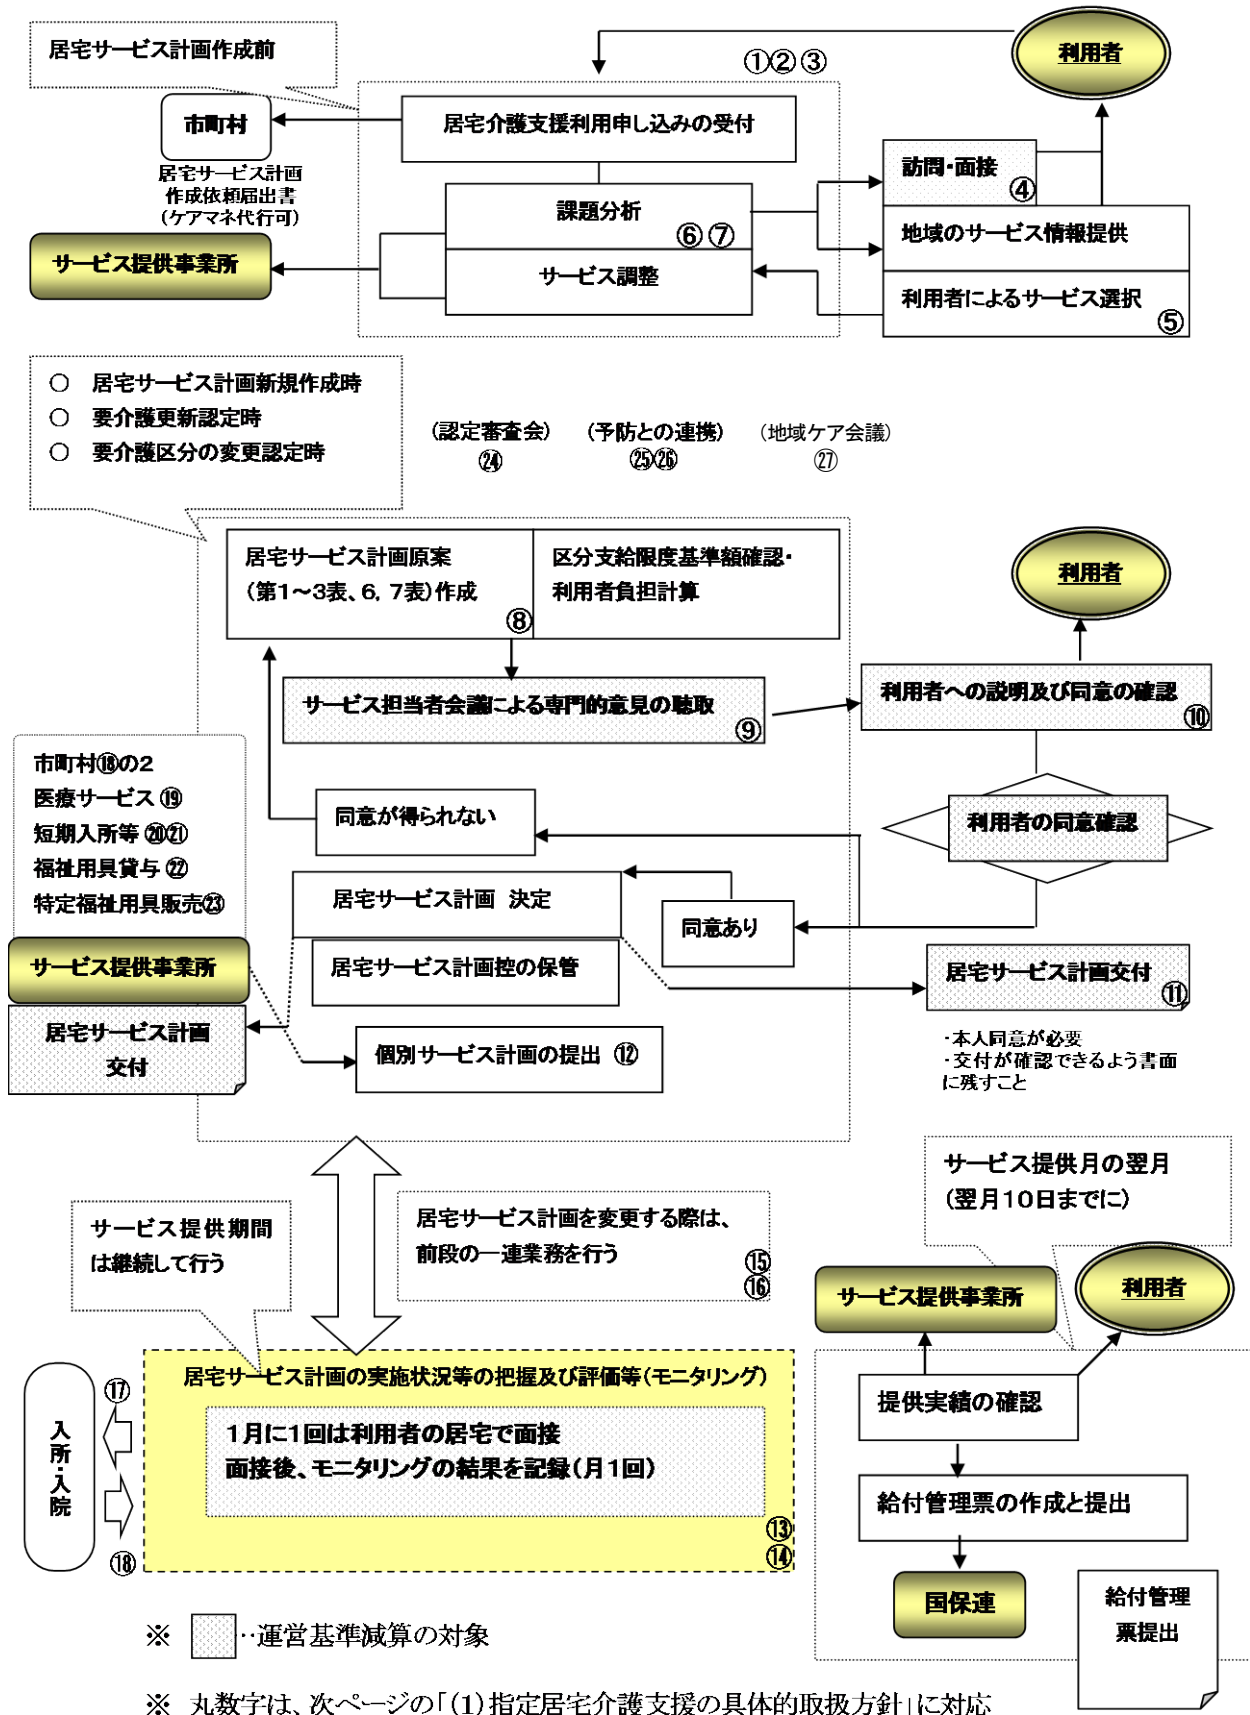 居宅サービス計画作成前
利用者
①②③
市町村
居宅介護支援利用申し込みの受付
居宅サービス計画
作成依頼届出書
(ケアマネ代行可)
訪問・面接
④
課題分析
⑥⑦
地域のサービス情報提供
サービス提供事業所
サービス調整
利用者によるサービス選択
⑤
○ 居宅サービス計画新規作成時
○ 要介護更新認定時
○ 要介護区分の変更認定時
(認定審査会) (予防との連携) (地域ケア会議)
㉔ ㉕㉖ ㉗
居宅サービス計画原案
(第1～3表、6,7表)作成
⑧
区分支給限度基準額確認・
利用者負担計算
利用者
サービス担当者会議による専門的意見の聴取
⑨
利用者への説明及び同意の確認
⑩
市町村⑱の2
医療サービス⑲
短期入所等⑳㉑
福祉用具貸与㉒
特定福祉用具販売㉓
同意が得られない
利用者の同意確認
居宅サービス計画 決定
同意あり
サービス提供事業所
居宅サービス計画控の保管
居宅サービス計画交付
⑪
居宅サービス計画
交付
個別サービス計画の提出 ⑫
・本人同意が必要
・交付が確認できるよう書面
に残すこと
サービス提供月の翌月
(翌月10日までに)
サービス提供期間
は継続して行う
居宅サービス計画を変更する際は、
前段の一連業務を行う
⑮
⑯
サービス提供事業所
利用者
居宅サービス計画の実施状況等の把握及び評価等(モニタリング)
1月に1回は利用者の居宅で面接
面接後、モニタリングの結果を記録(月1回)
⑬
⑭
入所・入院
⑰
⑱
提供実績の確認
給付管理票の作成と提出
国保連
給付管理
票提出
※ ‥運営基準減算の対象
※ 丸数字は、次ページの「(1)指定居宅介護支援の具体的取扱方針」に対応